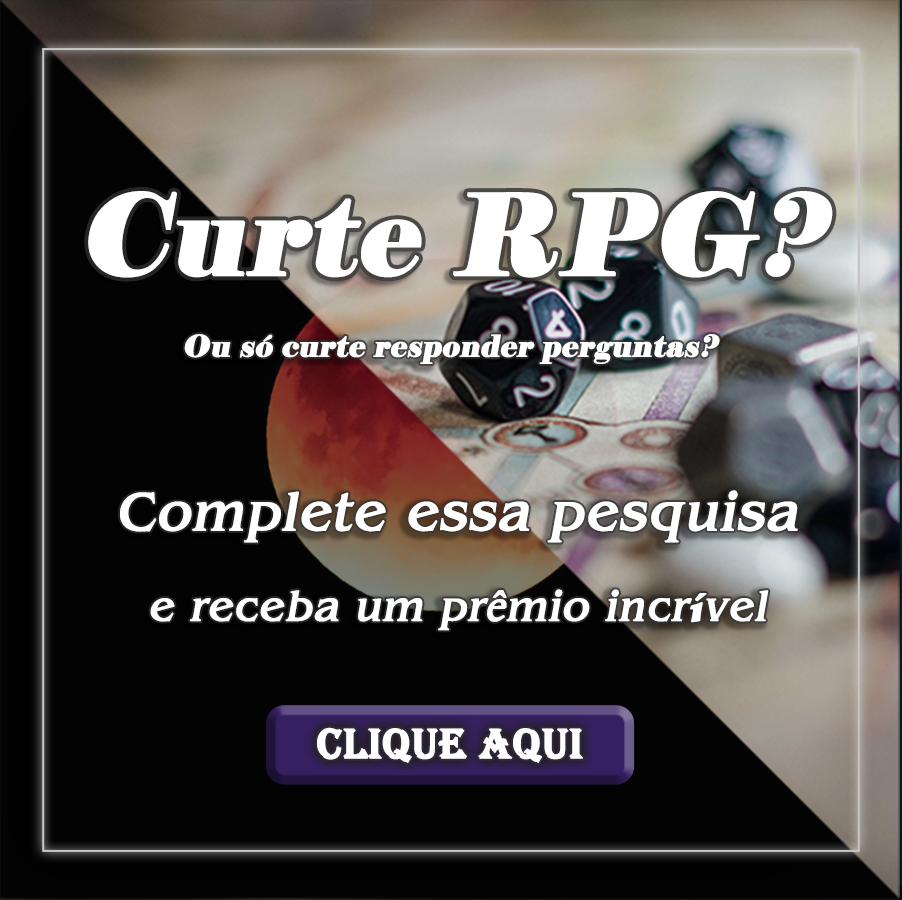 Curte RPG?
Ou só curte responder perguntas?
Complete essa pesquisa
e receba um prêmio incrível
CLIQUE AQUI